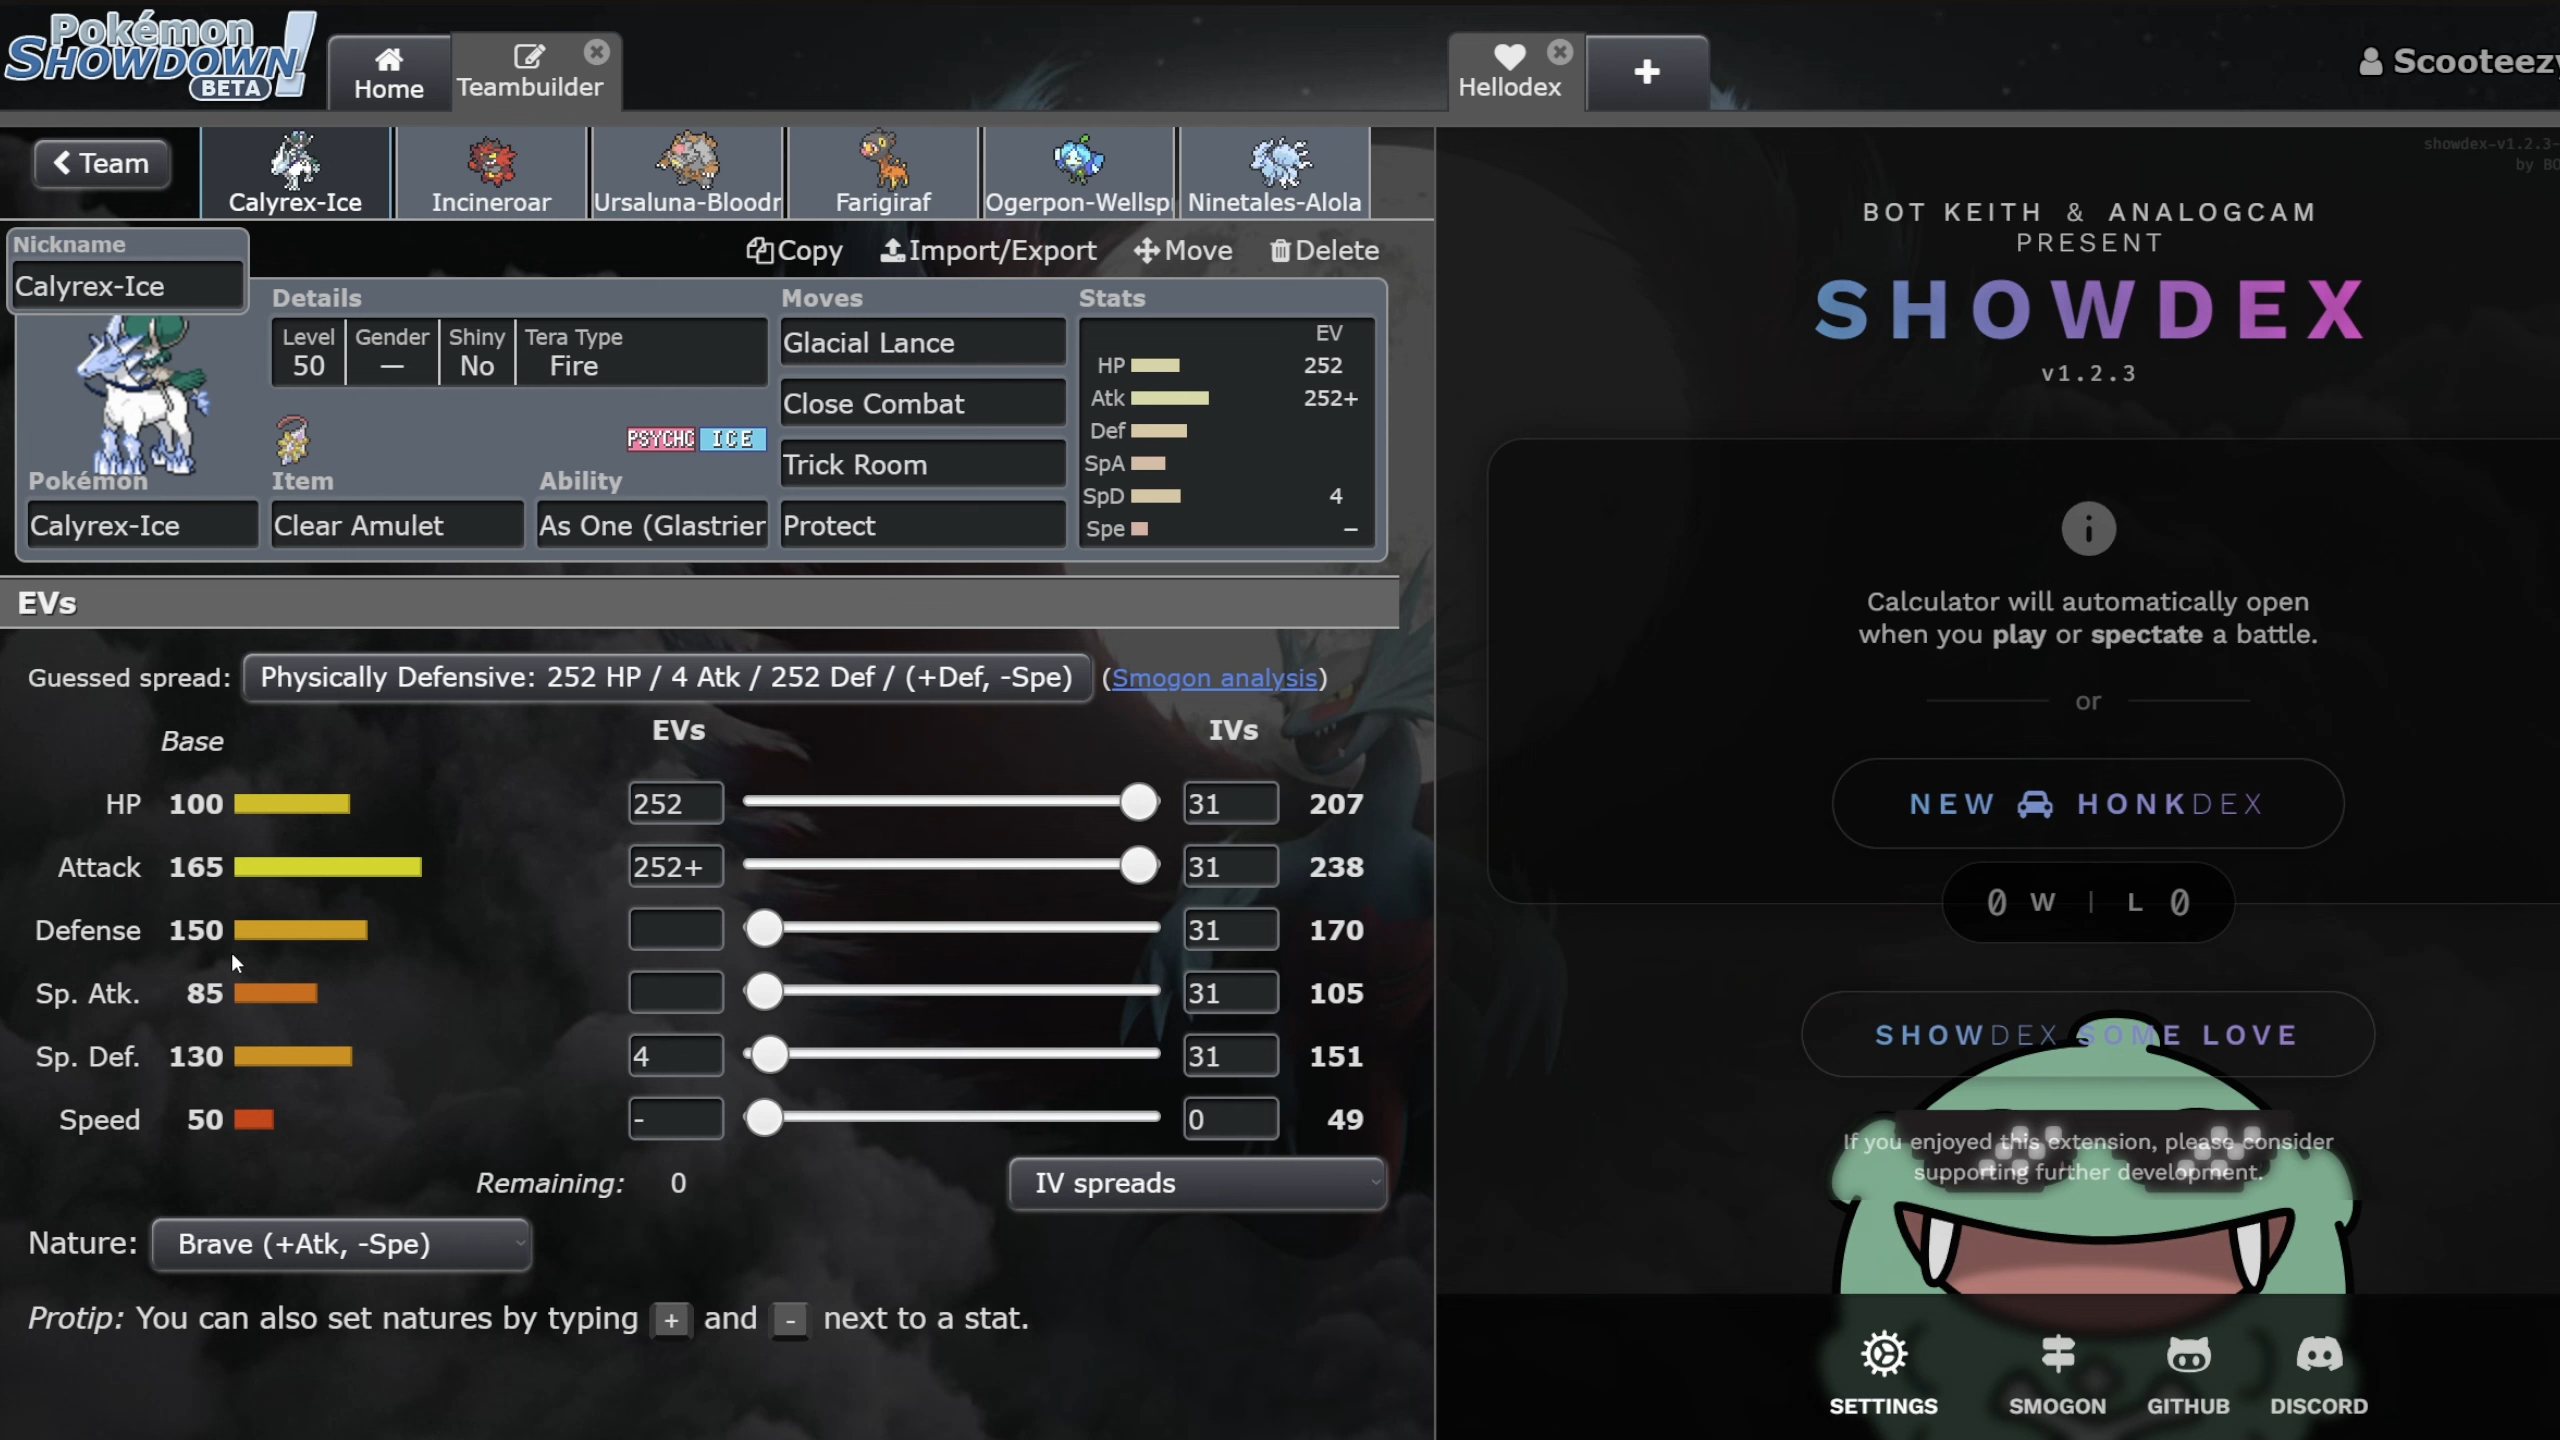 Pokémon
SHOWDOWN!
BETA
Home
Teambuilder
Hellodex
Team
Calyrex-Ice
Incineroar
Ursaluna-Bloodr
Farigiraf
Ogerpon-Wellsp
Ninetales-Alola
Nickname
Calyrex-Ice
Copy
Import/Export
Move
Delete
Details
Level
50
Gender
—
Shiny
No
Tera Type
Fire
PSYCHC
ICE
Pokémon
Calyrex-Ice
Item
Clear Amulet
Ability
As One (Glastrier
Moves
Glacial Lance
Close Combat
Trick Room
Protect
Stats
EV
HP 252
Atk 252+
Def
SpA
SpD 4
Spe –
EVs
Guessed spread: Physically Defensive: 252 HP / 4 Atk / 252 Def / (+Def, -Spe) (Smogon analysis)
Base EVs IVs
HP 100 252 31 207
Attack 165 252+ 31 238
Defense 150 31 170
Sp. Atk. 85 31 105
Sp. Def. 130 4 31 151
Speed 50 - 0 49
Remaining: 0
IV spreads
Nature: Brave (+Atk, -Spe)
Protip: You can also set natures by typing + and - next to a stat.
showdex-v1.2.3-
BOT KEITH & ANALOGCAM
PRESENT
SHOWDEX
v1.2.3
Calculator will automatically open
when you play or spectate a battle.
or
NEW HONKDEX
0 W | L 0
SHOWDEX SOME LOVE
If you enjoyed this extension, please consider
supporting further development.
SETTINGS
SMOGON
GITHUB
DISCORD